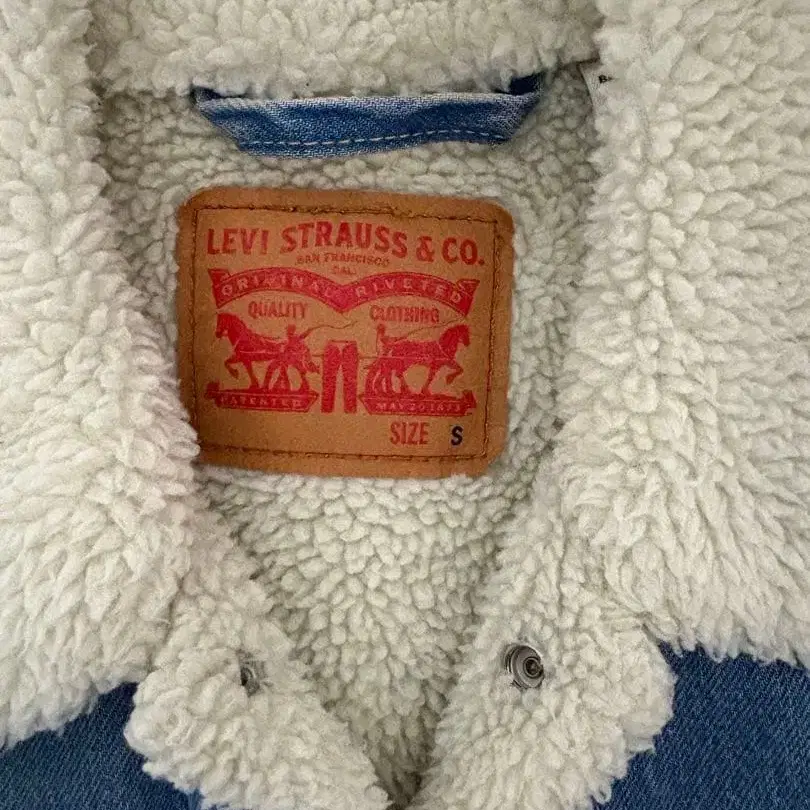 LEVI STRAUSS & CO.
SAN FRANCISCO
CAL.
ORIGINAL RIVETED
QUALITY CLOTHING
PATENTED MAY 20 1873
SIZE S